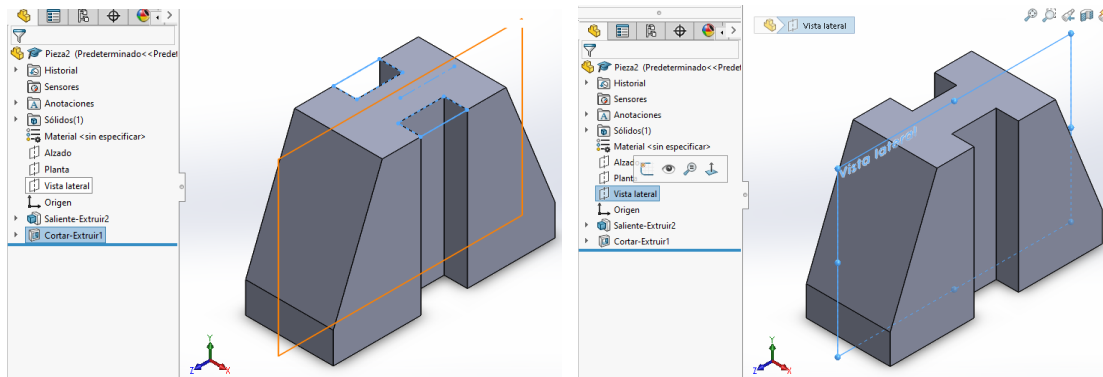 Pieza2 (Predeterminado<<Prede
Historial
Sensores
Anotaciones
Sólidos(1)
Material <sin especificar>
Alzado
Planta
Vista lateral
Origen
Saliente-Extruir2
Cortar-Extruir1
Y
Z
X
Vista lateral
Pieza2 (Predeterminado<<Predet
Historial
Sensores
Anotaciones
Sólidos(1)
Material <sin especificar>
Alzado
Planta
Vista lateral
Origen
Saliente-Extruir2
Cortar-Extruir1
Vista lateral
Y
Z
X